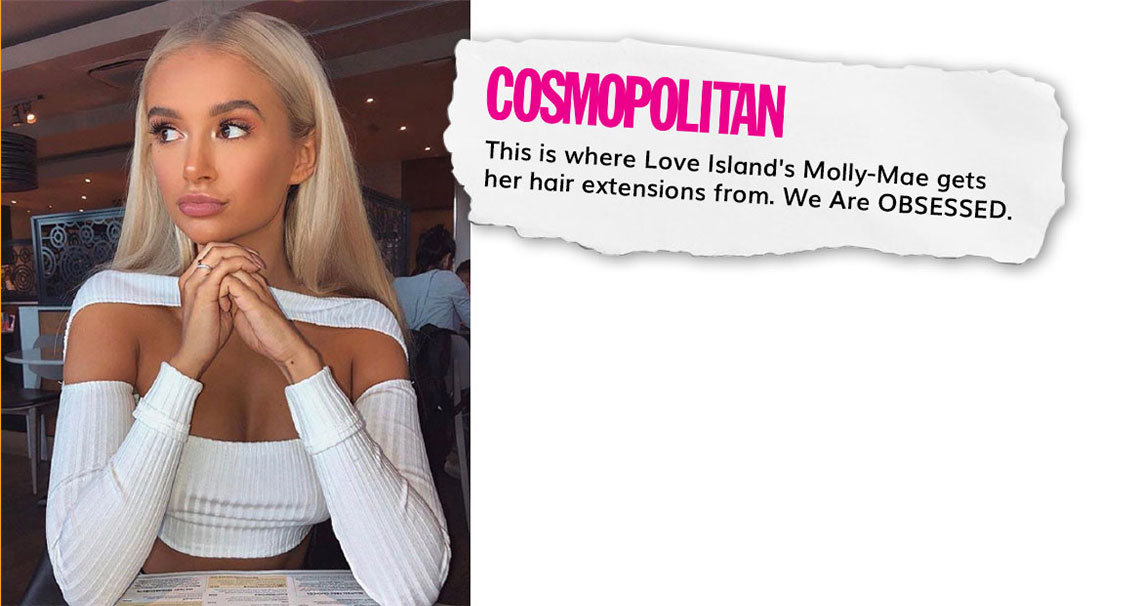 COSMOPOLITAN
This is where Love Island's Molly-Mae gets
her hair extensions from. We Are OBSESSED.